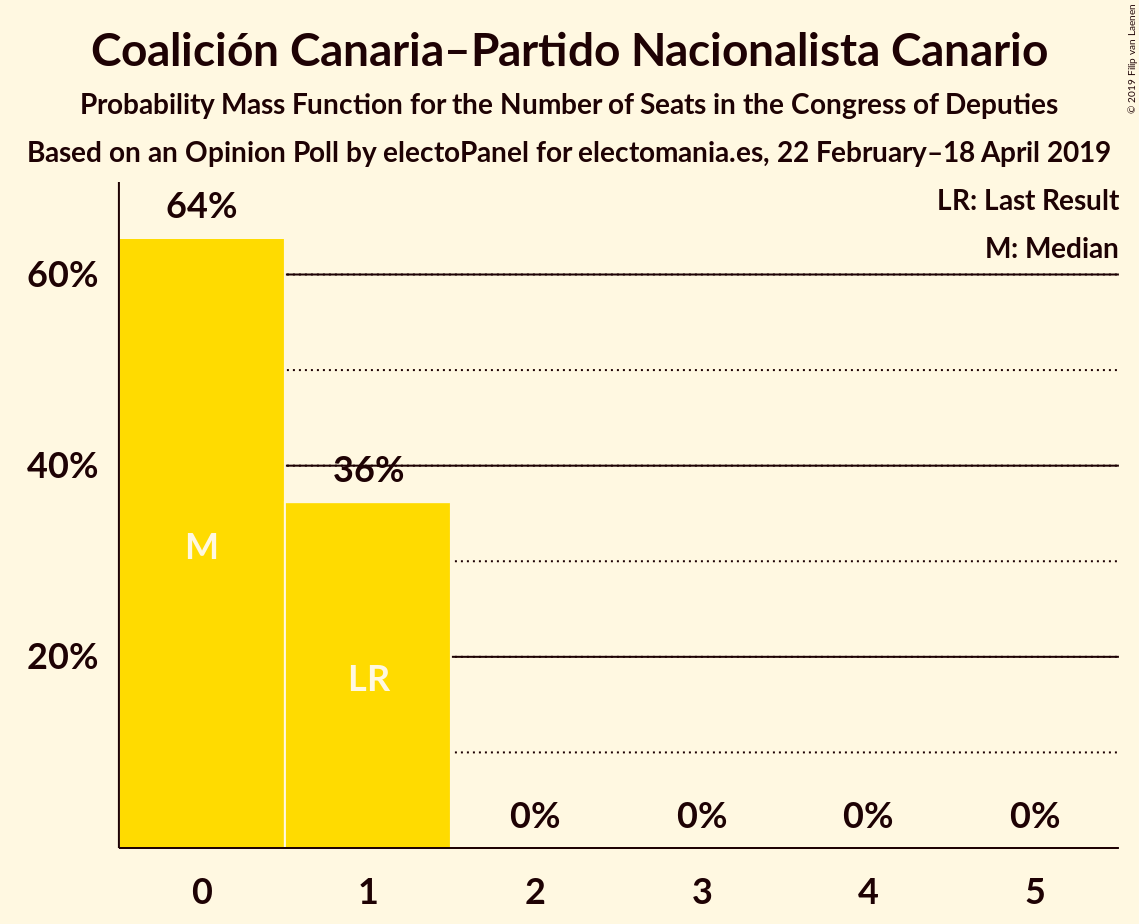 Coalición Canaria–Partido Nacionalista Canario
Probability Mass Function for the Number of Seats in the Congress of Deputies
Based on an Opinion Poll by electoPanel for electomania.es, 22 February–18 April 2019
© 2019 Filip van Laenen
LR: Last Result
M: Median
64%
60%
40%
36%
M
20%
LR
0% 0% 0% 0%
0 1 2 3 4 5